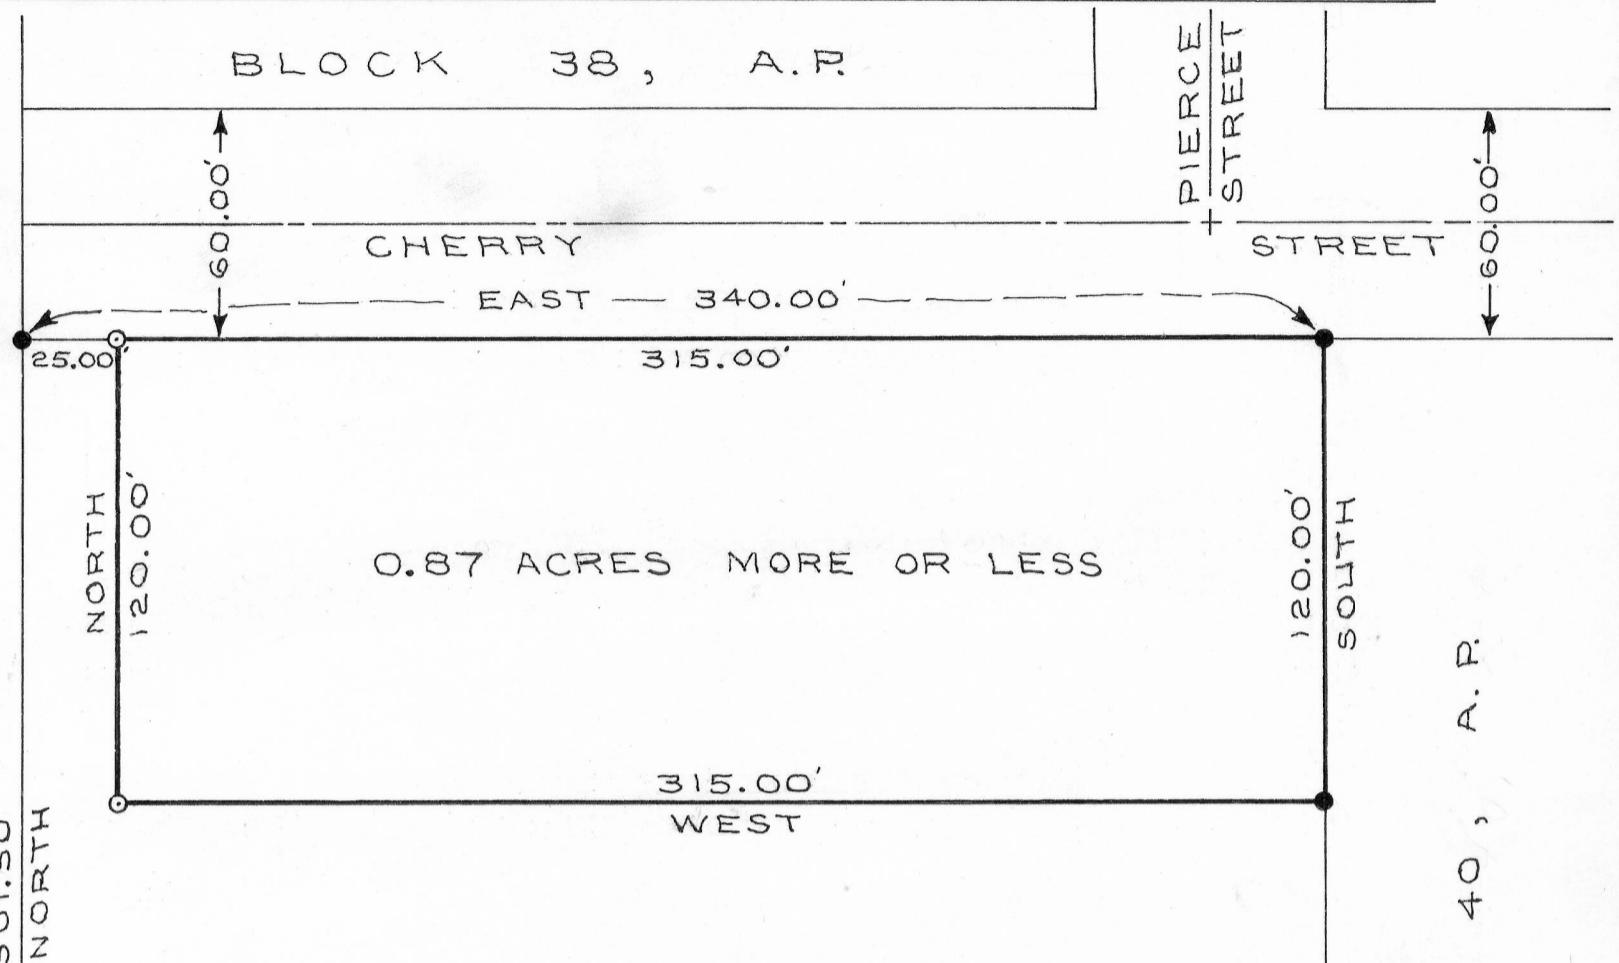 BLOCK 38, A.P.
PIERCE
STREET
60.00'
60.00'
CHERRY STREET
EAST 340.00'
25.00'
315.00'
NORTH
120.00'
0.87 ACRES MORE OR LESS
120.00'
SOUTH
315.00'
WEST
NORTH
40, A.P.